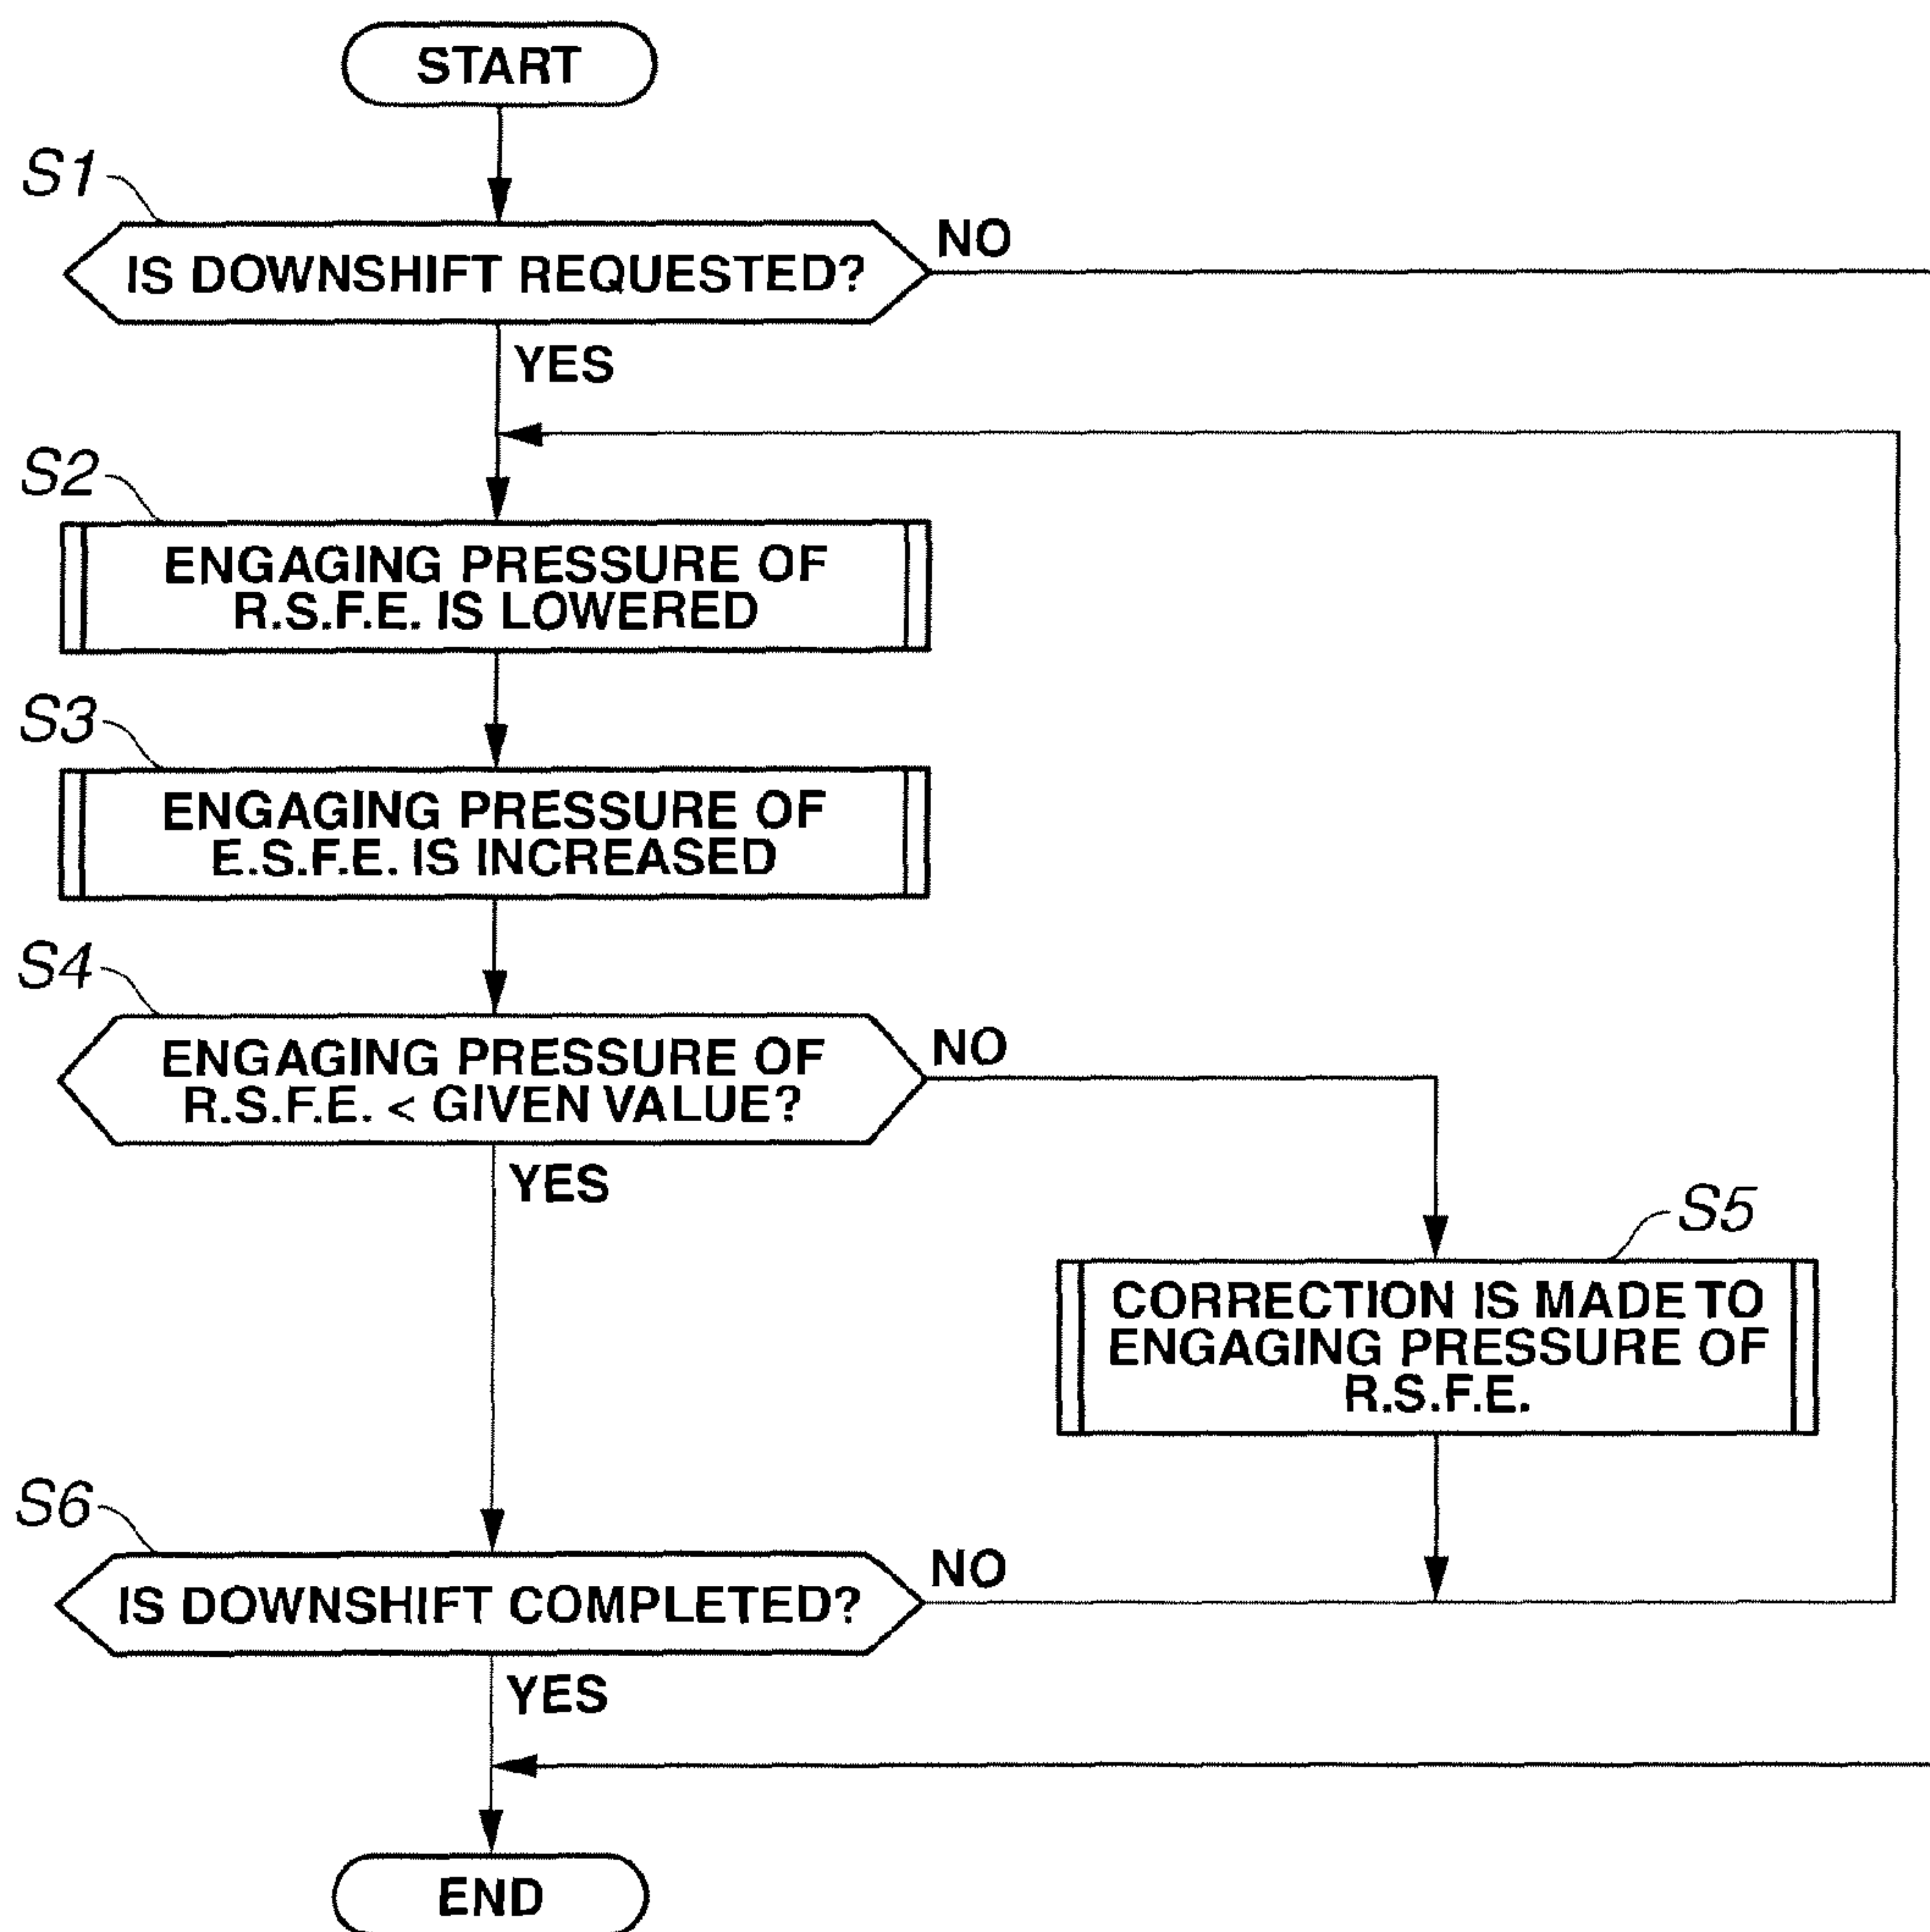 START
S1
IS DOWNSHIFT REQUESTED?
NO
YES
S2
ENGAGING PRESSURE OF
R.S.F.E. IS LOWERED
S3
ENGAGING PRESSURE OF
E.S.F.E. IS INCREASED
S4
ENGAGING PRESSURE OF
R.S.F.E. < GIVEN VALUE?
NO
YES
S5
CORRECTION IS MADE TO
ENGAGING PRESSURE OF
R.S.F.E.
S6
IS DOWNSHIFT COMPLETED?
NO
YES
END